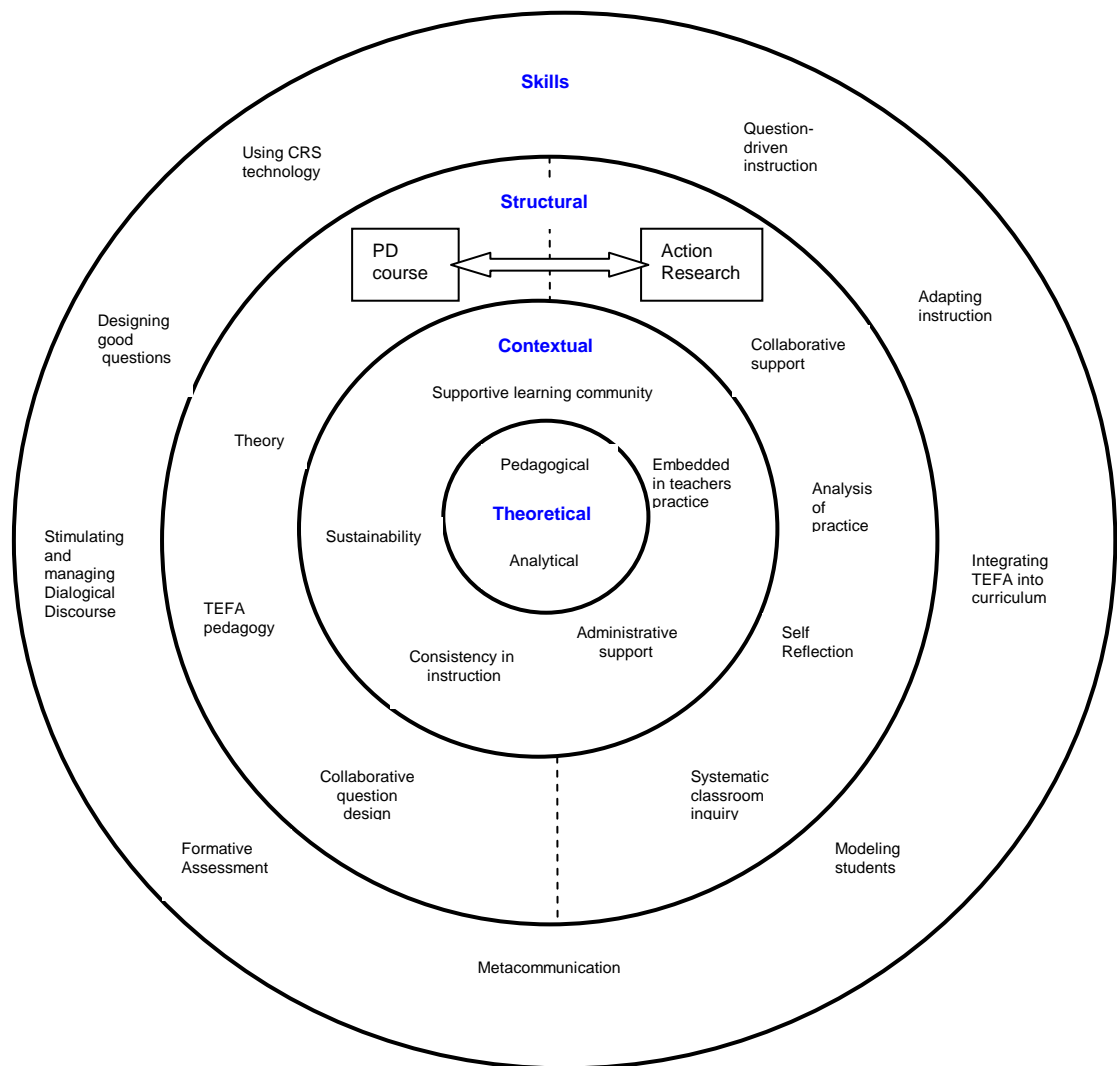 Skills
Question-
driven
instruction
Using CRS
technology
Structural
PD
course
Action
Research
Designing
good
questions
Adapting
instruction
Contextual
Collaborative
support
Supportive learning community
Theory
Pedagogical
Embedded
in teachers
practice
Theoretical
Analysis
of
practice
Sustainability
Analytical
Stimulating
and
managing
Dialogical
Discourse
Integrating
TEFA into
curriculum
TEFA
pedagogy
Administrative
support
Self
Reflection
Consistency in
instruction
Collaborative
question
design
Systematic
classroom
inquiry
Formative
Assessment
Modeling
students
Metacommunication